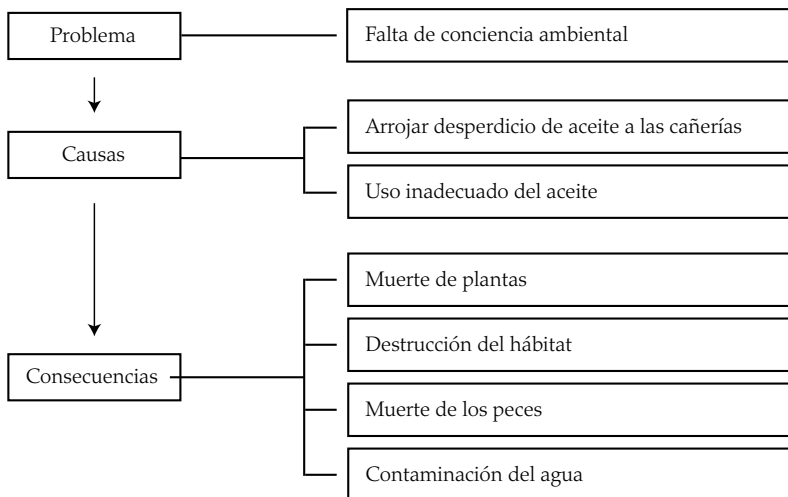 Problema
Falta de conciencia ambiental
Causas
Arrojar desperdicio de aceite a las cañerías
Uso inadecuado del aceite
Consecuencias
Muerte de plantas
Destrucción del hábitat
Muerte de los peces
Contaminación del agua